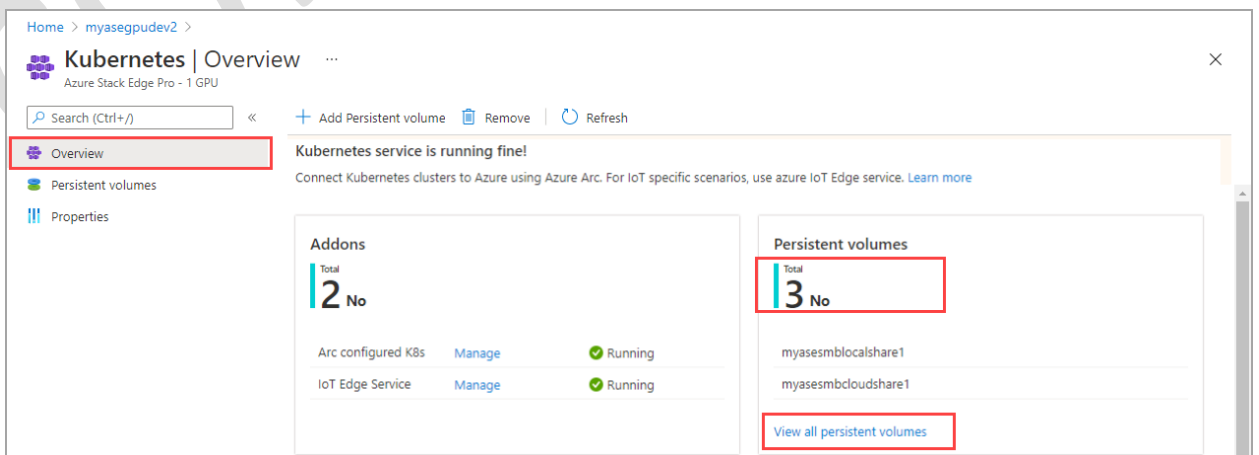 Home > myasegpudev2 >
Kubernetes | Overview ...
Azure Stack Edge Pro - 1 GPU
Search (Ctrl+/) «
+ Add Persistent volume Remove Refresh
Overview
Persistent volumes
Properties
Kubernetes service is running fine!
Connect Kubernetes clusters to Azure using Azure Arc. For IoT specific scenarios, use azure IoT Edge service. Learn more
Addons
Total
2 No
Arc configured K8s Manage Running
IoT Edge Service Manage Running
Persistent volumes
Total
3 No
myasesmblocalshare1
myasesmbcloudshare1
View all persistent volumes